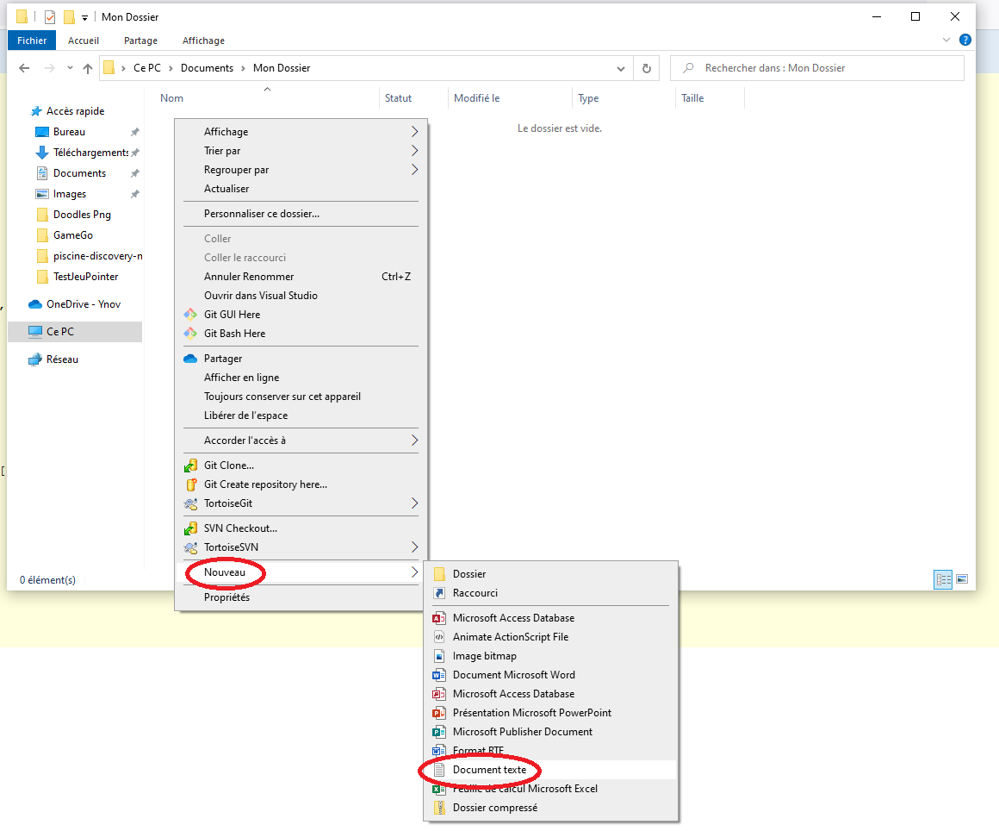 Mon Dossier
Fichier Accueil Partage Affichage
Ce PC › Documents › Mon Dossier
Rechercher dans : Mon Dossier
Nom Statut Modifié le Type Taille
Le dossier est vide.
Accès rapide
Bureau
Téléchargements
Documents
Images
Doodles Png
GameGo
piscine-discovery-n
TestJeuPointer
OneDrive - Ynov
Ce PC
Réseau
0 élément(s)
Affichage
Trier par
Regrouper par
Actualiser
Personnaliser ce dossier...
Coller
Coller le raccourci
Annuler Renommer Ctrl+Z
Ouvrir dans Visual Studio
Git GUI Here
Git Bash Here
Partager
Afficher en ligne
Toujours conserver sur cet appareil
Libérer de l'espace
Accorder l'accès à
Git Clone...
Git Create repository here...
TortoiseGit
SVN Checkout...
TortoiseSVN
Nouveau
Propriétés
Dossier
Raccourci
Microsoft Access Database
Animate ActionScript File
Image bitmap
Document Microsoft Word
Microsoft Access Database
Présentation Microsoft PowerPoint
Microsoft Publisher Document
Format RTF
Document texte
Feuille de calcul Microsoft Excel
Dossier compressé